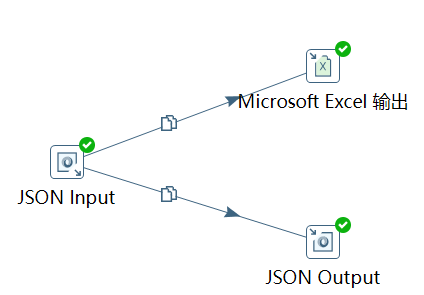 Microsoft Excel 输出
JSON Input
JSON Output